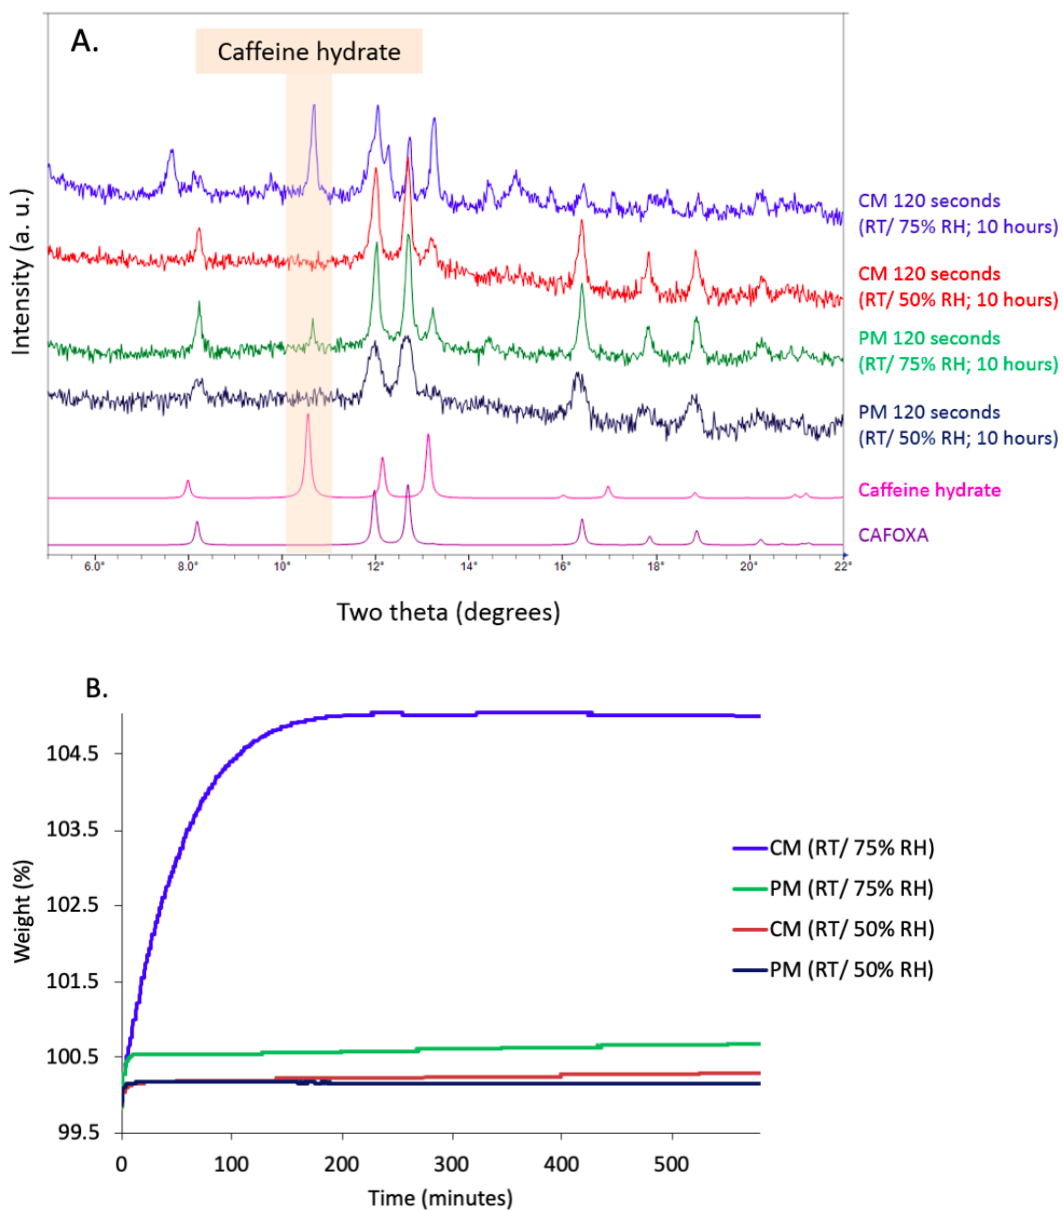 A.
Caffeine hydrate
Intensity (a. u.)
CM 120 seconds
(RT/ 75% RH; 10 hours)
CM 120 seconds
(RT/ 50% RH; 10 hours)
PM 120 seconds
(RT/ 75% RH; 10 hours)
PM 120 seconds
(RT/ 50% RH; 10 hours)
Caffeine hydrate
CAFOXA
6.0° 8.0° 10° 12° 14° 16° 18° 20° 22°
Two theta (degrees)
B.
Weight (%)
104.5
103.5
102.5
101.5
100.5
99.5
CM (RT/ 75% RH)
PM (RT/ 75% RH)
CM (RT/ 50% RH)
PM (RT/ 50% RH)
0 100 200 300 400 500
Time (minutes)